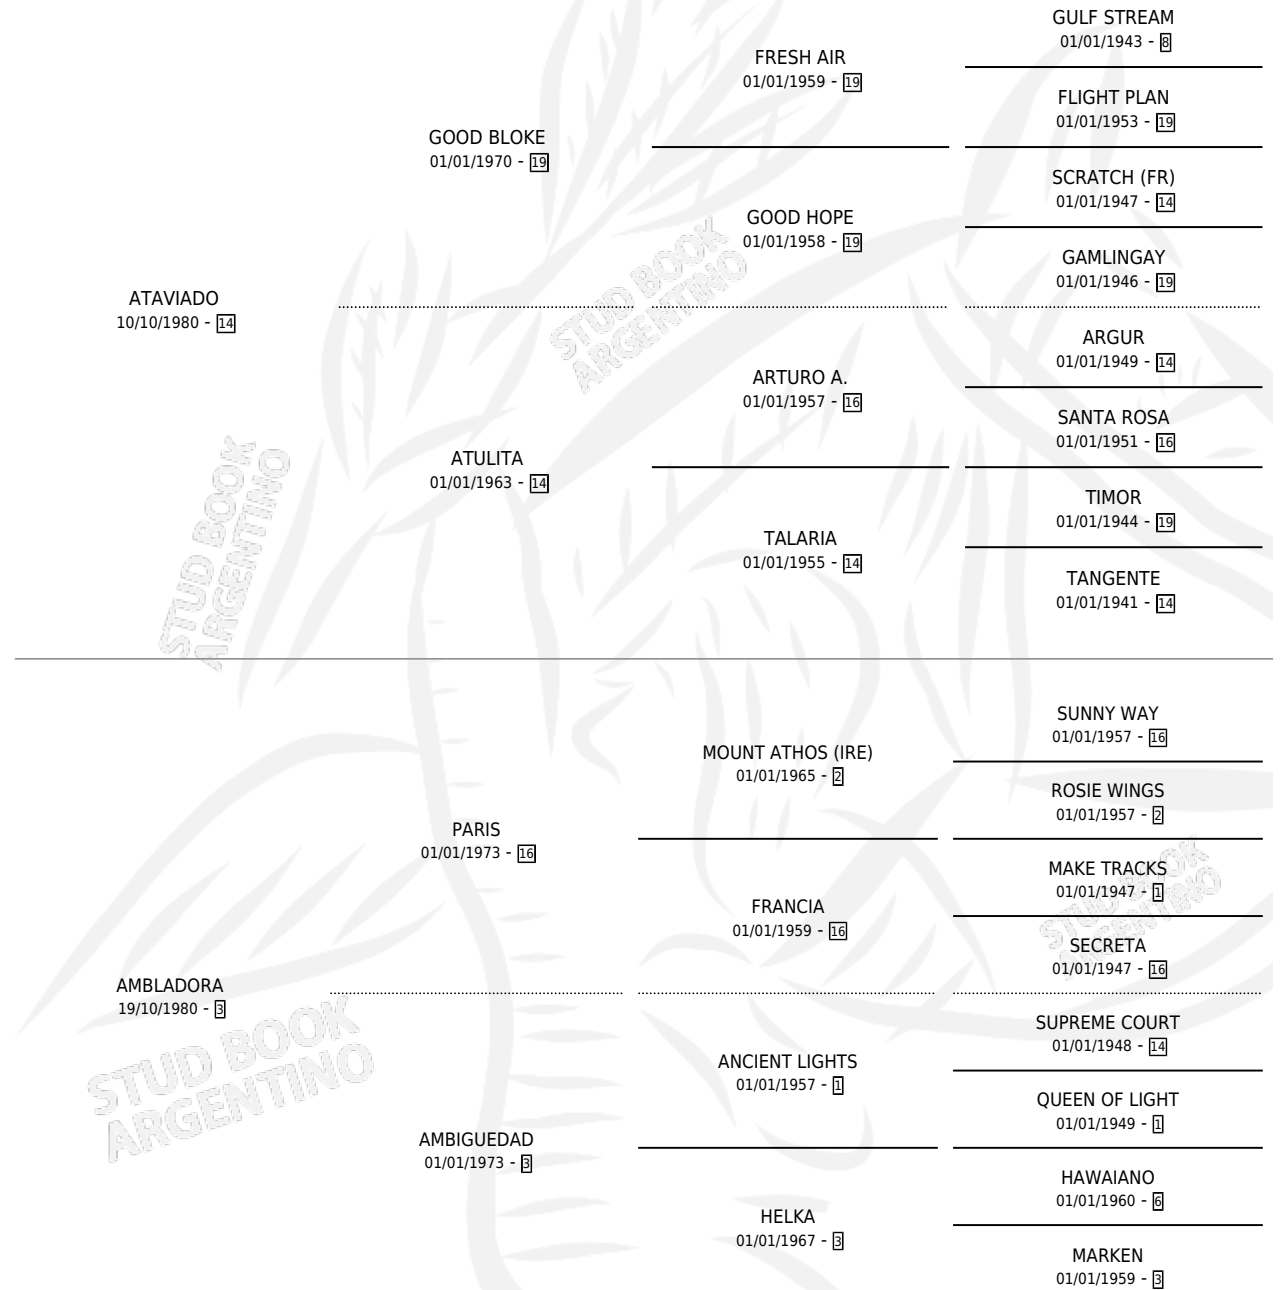 GULF STREAM
01/01/1943 - 8
FRESH AIR
01/01/1959 - 19
FLIGHT PLAN
01/01/1953 - 19
GOOD BLOKE
01/01/1970 - 19
SCRATCH (FR)
01/01/1947 - 14
GOOD HOPE
01/01/1958 - 19
GAMLINGAY
01/01/1946 - 19
ATAVIADO
10/10/1980 - 14
ARGUR
01/01/1949 - 14
ARTURO A.
01/01/1957 - 16
SANTA ROSA
01/01/1951 - 16
ATULITA
01/01/1963 - 14
TIMOR
01/01/1944 - 19
TALARIA
01/01/1955 - 14
TANGENTE
01/01/1941 - 14
STUD BOOK
ARGENTINO
STUD BOOK
ARGENTINO
SUNNY WAY
01/01/1957 - 16
MOUNT ATHOS (IRE)
01/01/1965 - 2
ROSIE WINGS
01/01/1957 - 2
PARIS
01/01/1973 - 16
MAKE TRACKS
01/01/1947 - 1
FRANCIA
01/01/1959 - 16
SECRETA
01/01/1947 - 16
AMBLADORA
19/10/1980 - 3
SUPREME COURT
01/01/1948 - 14
ANCIENT LIGHTS
01/01/1957 - 1
QUEEN OF LIGHT
01/01/1949 - 1
AMBIGUEDAD
01/01/1973 - 3
HAWAIANO
01/01/1960 - 6
HELKA
01/01/1967 - 3
MARKEN
01/01/1959 - 3
STUD BOOK
ARGENTINO
STUD BOOK
ARGENTINO